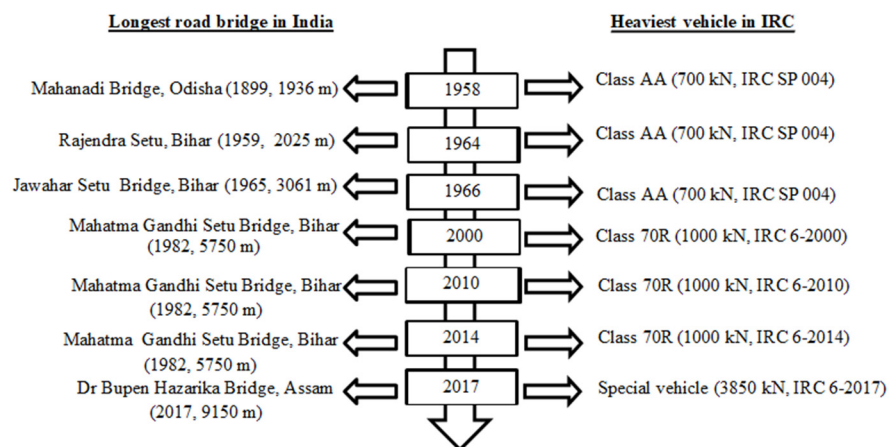 Longest road bridge in India
Heaviest vehicle in IRC
Mahanadi Bridge, Odisha (1899, 1936 m)
1958
Class AA (700 kN, IRC SP 004)
Rajendra Setu, Bihar (1959, 2025 m)
1964
Class AA (700 kN, IRC SP 004)
Jawahar Setu Bridge, Bihar (1965, 3061 m)
1966
Class AA (700 kN, IRC SP 004)
Mahatma Gandhi Setu Bridge, Bihar
(1982, 5750 m)
2000
Class 70R (1000 kN, IRC 6-2000)
Mahatma Gandhi Setu Bridge, Bihar
(1982, 5750 m)
2010
Class 70R (1000 kN, IRC 6-2010)
Mahatma Gandhi Setu Bridge, Bihar
(1982, 5750 m)
2014
Class 70R (1000 kN, IRC 6-2014)
Dr Bupen Hazarika Bridge, Assam
(2017, 9150 m)
2017
Special vehicle (3850 kN, IRC 6-2017)